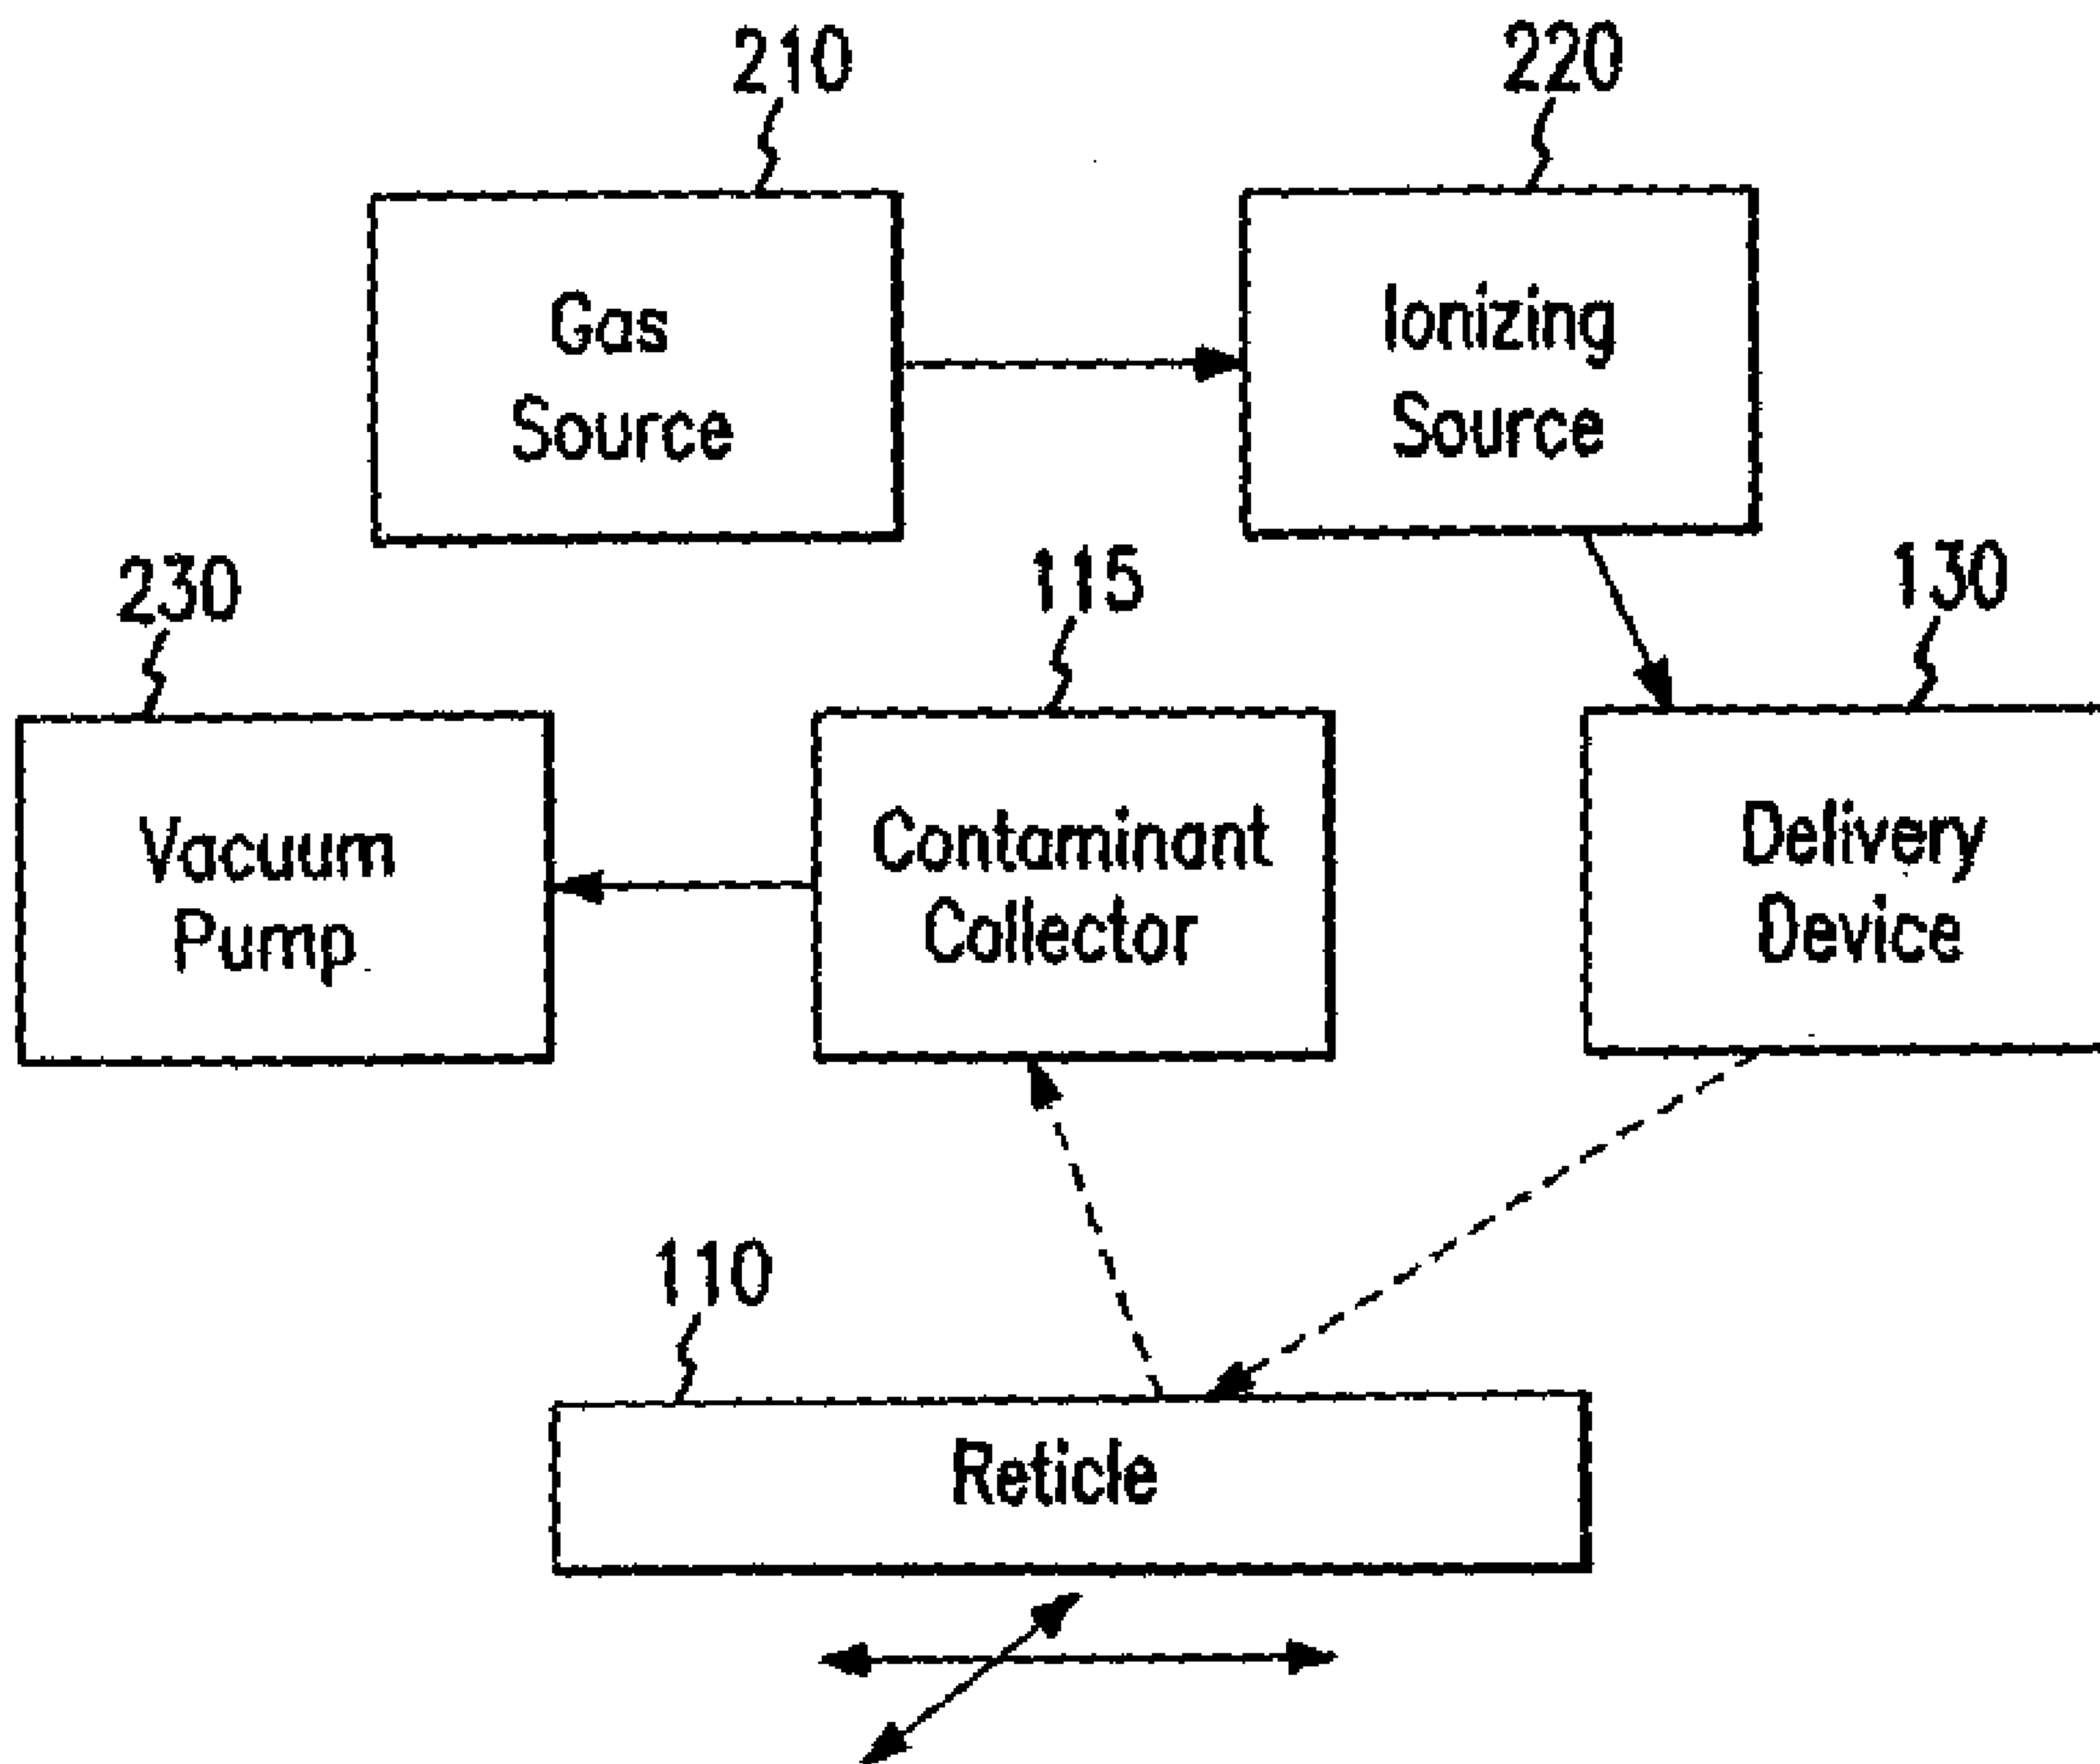 210
220
Gas
Source
Ionizing
Source
230
115
130
Vacuum
Pump
Contaminant
Collector
Delivery
Device
110
Reticle